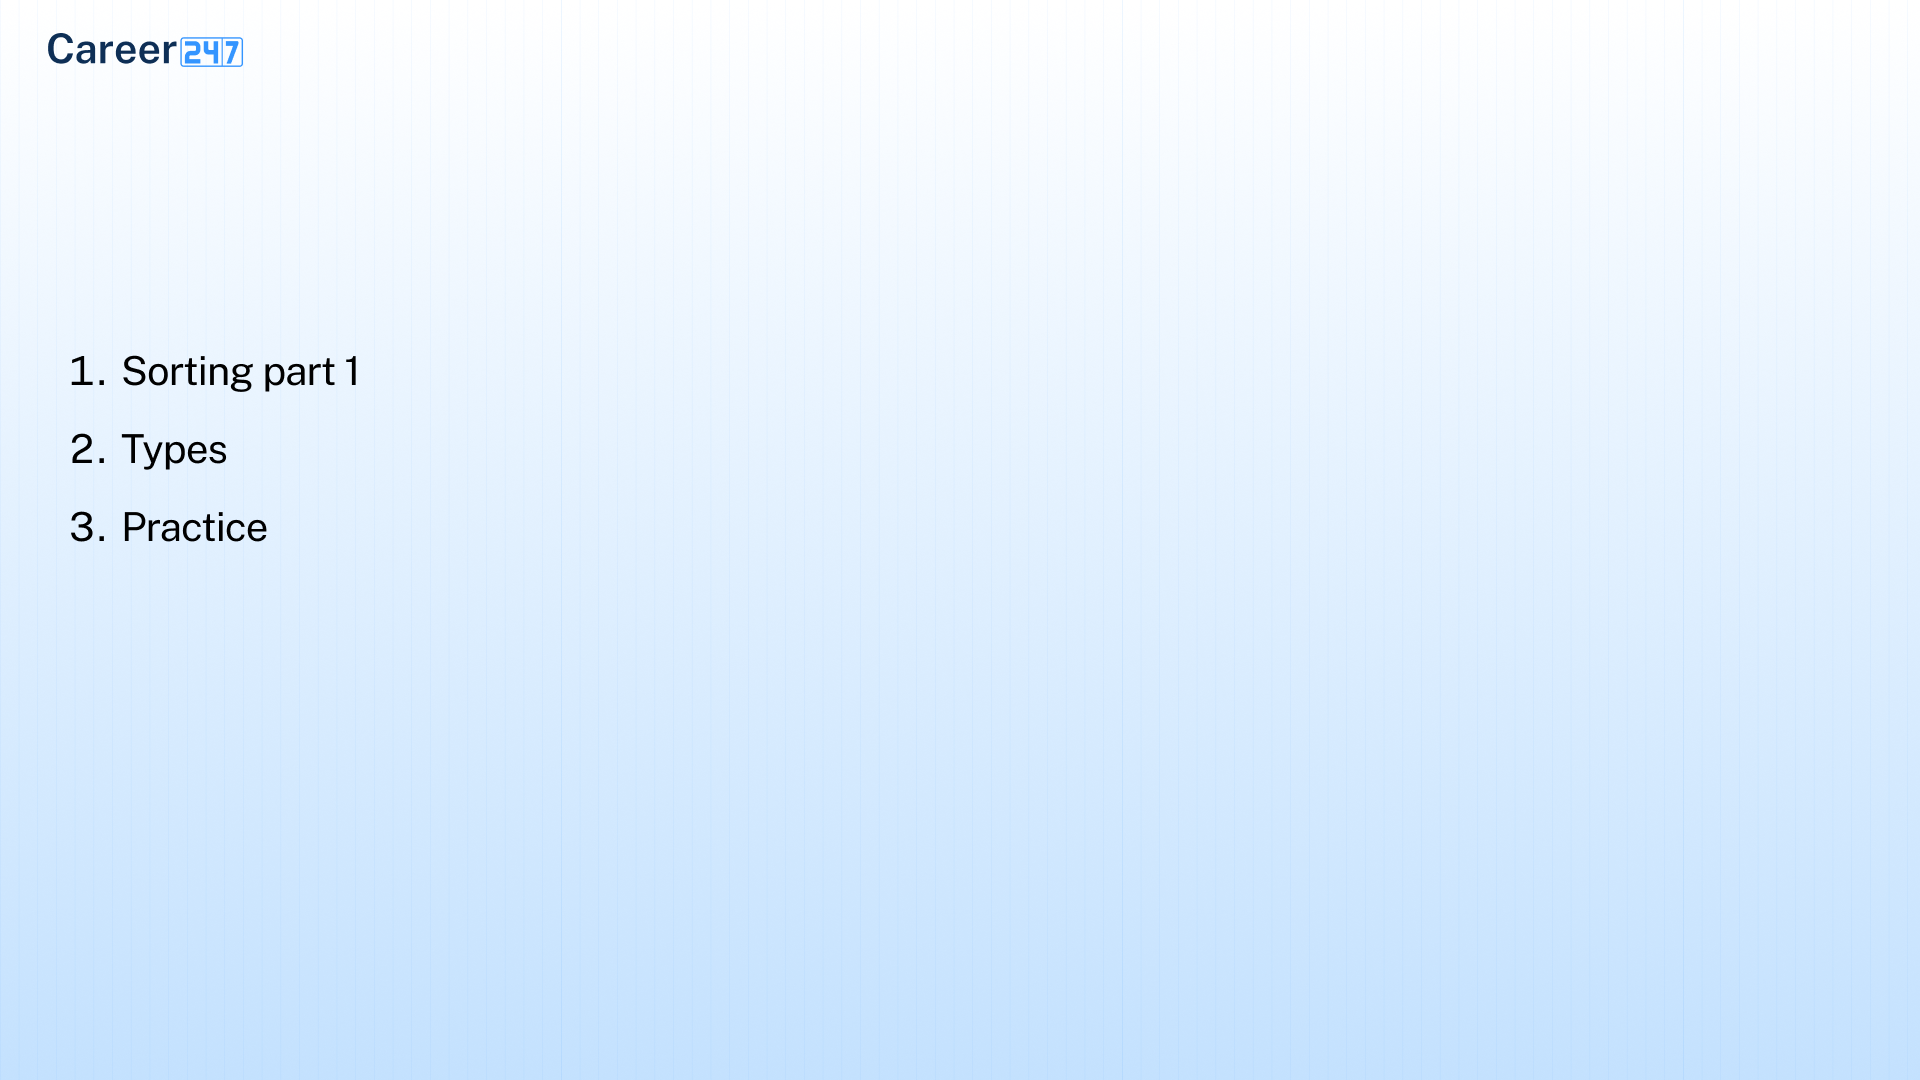 Career247
1. Sorting part 1
2. Types
3. Practice